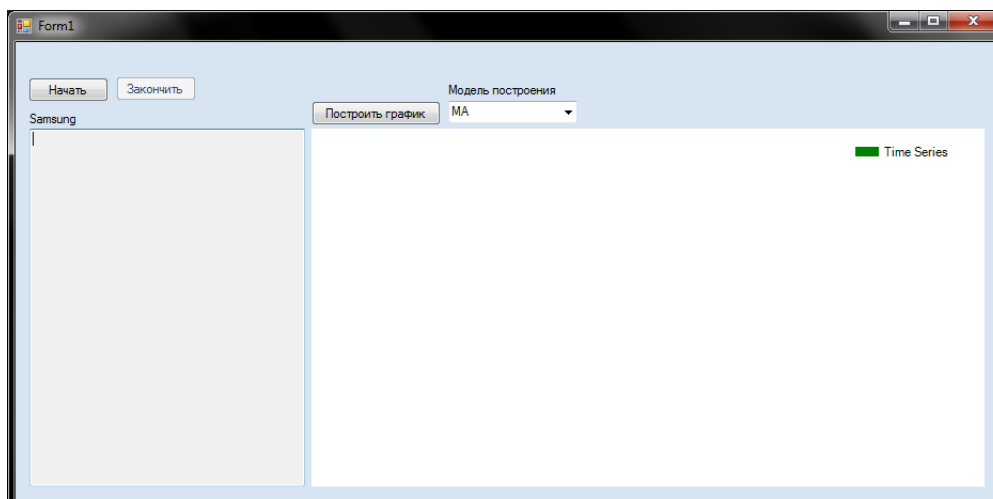 Form1
Начать Закончить
Модель построения
Построить график MA
Samsung
Time Series